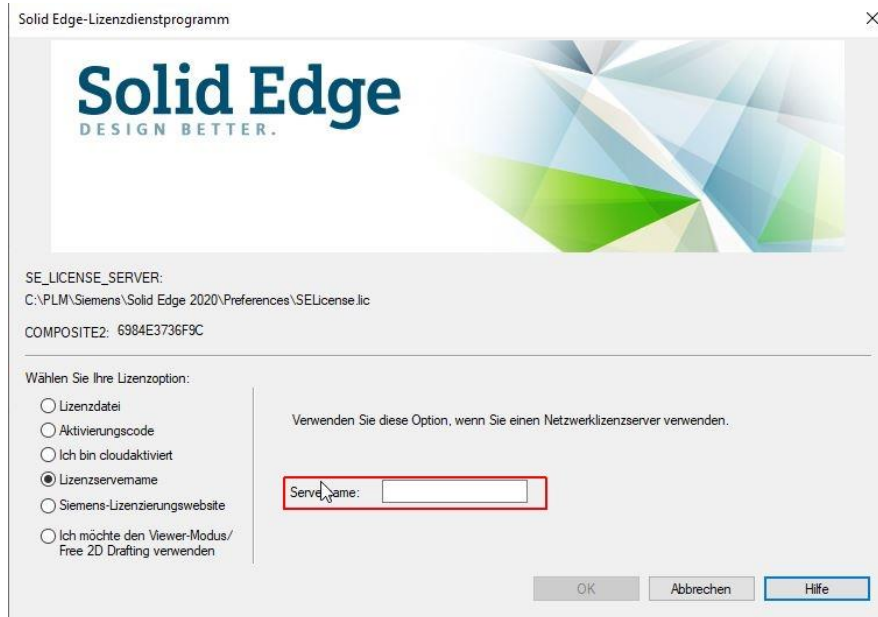 Solid Edge-Lizenzdienstprogramm
Solid Edge
DESIGN BETTER.
SE_LICENSE_SERVER:
C:\PLM\Siemens\Solid Edge 2020\Preferences\SELicense.lic
COMPOSITE2: 6984E3736F9C
Wählen Sie Ihre Lizenzoption:
Lizenzdatei
Aktivierungscode
Ich bin cloudaktiviert
Lizenzservername
Siemens-Lizenzierungswebsite
Ich möchte den Viewer-Modus/
Free 2D Drafting verwenden
Verwenden Sie diese Option, wenn Sie einen Netzwerklizenzserver verwenden.
Servername:
OK
Abbrechen
Hilfe